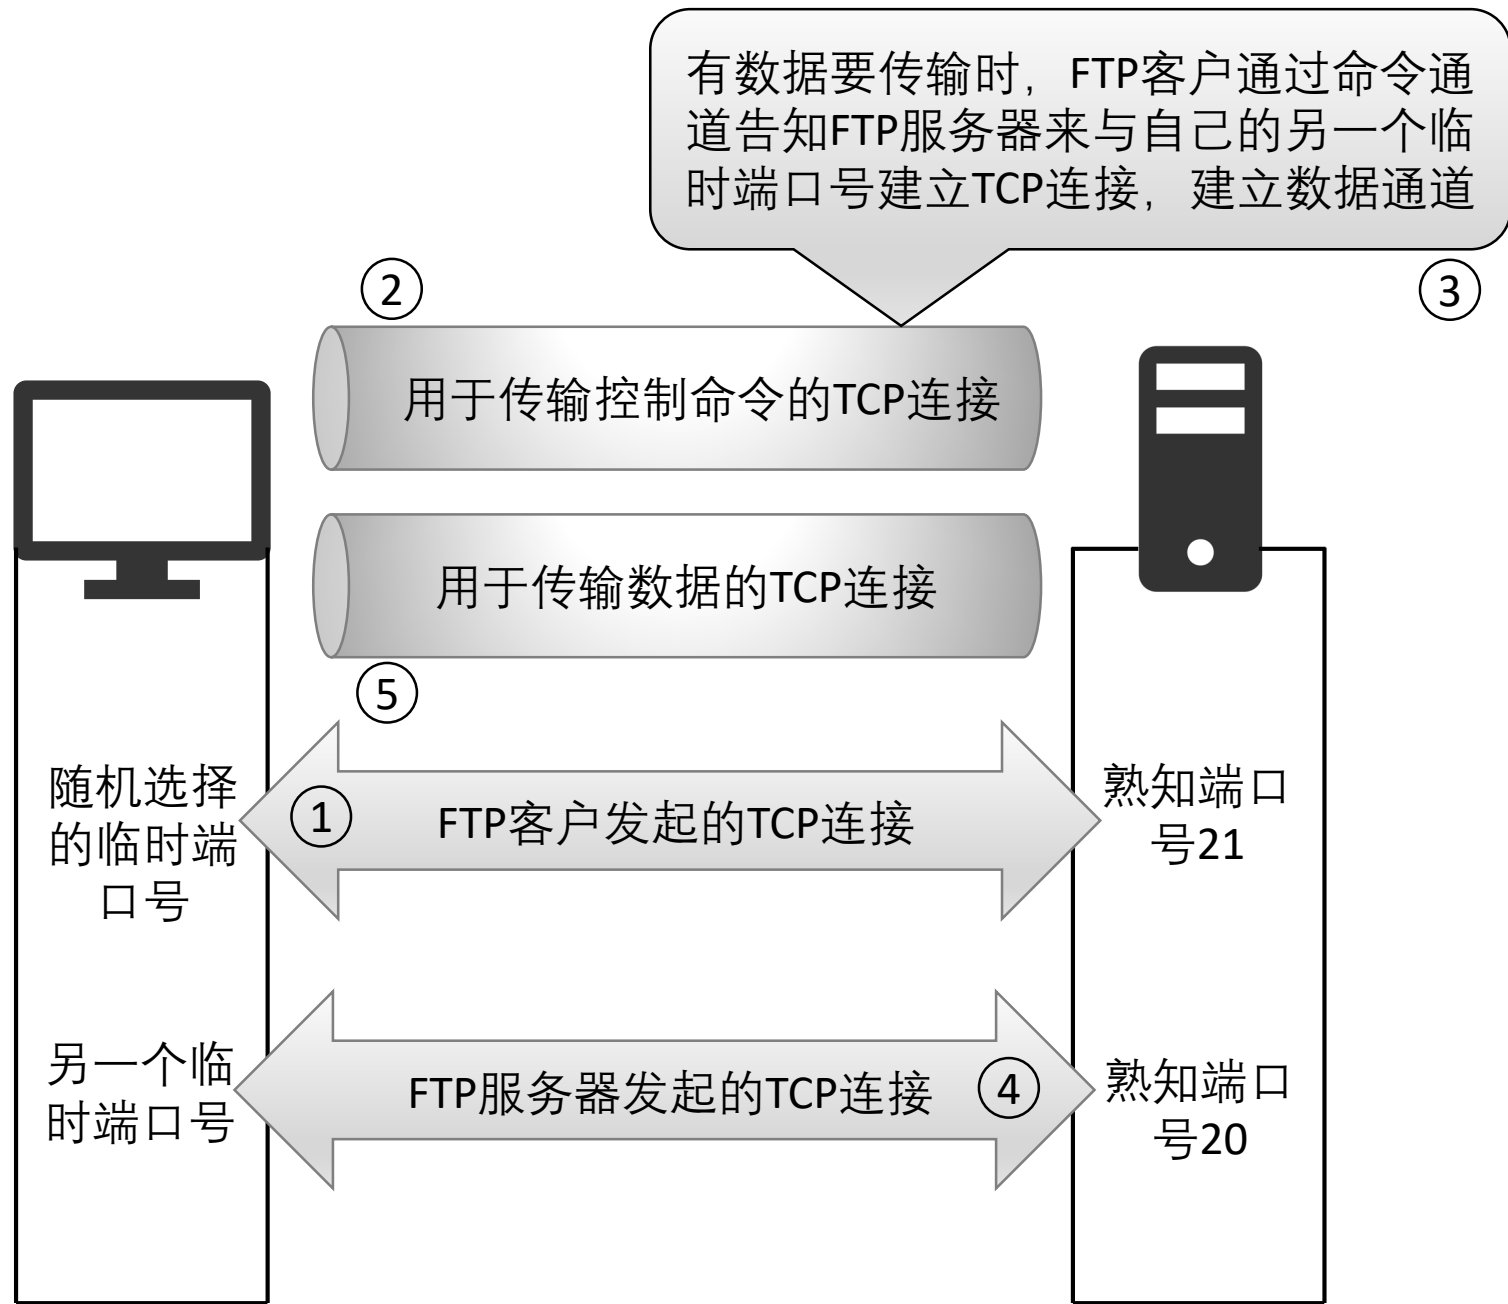 有数据要传输时，FTP客户通过命令通
道告知FTP服务器来与自己的另一个临
时端口号建立TCP连接，建立数据通道
②
③
用于传输控制命令的TCP连接
用于传输数据的TCP连接
⑤
随机选择
的临时端
口号
①
FTP客户发起的TCP连接
熟知端口
号21
另一个临
时端口号
FTP服务器发起的TCP连接
④
熟知端口
号20